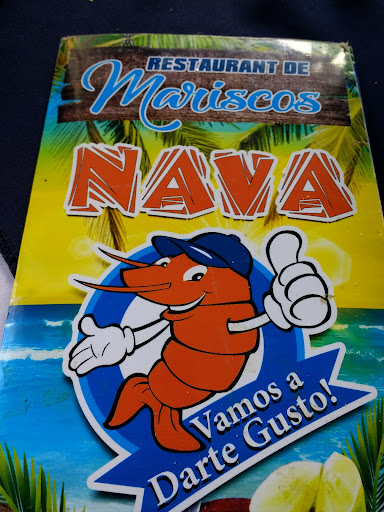 RESTAURANT DE
Mariscos
NAVA
Vamos a
Darte Gusto!